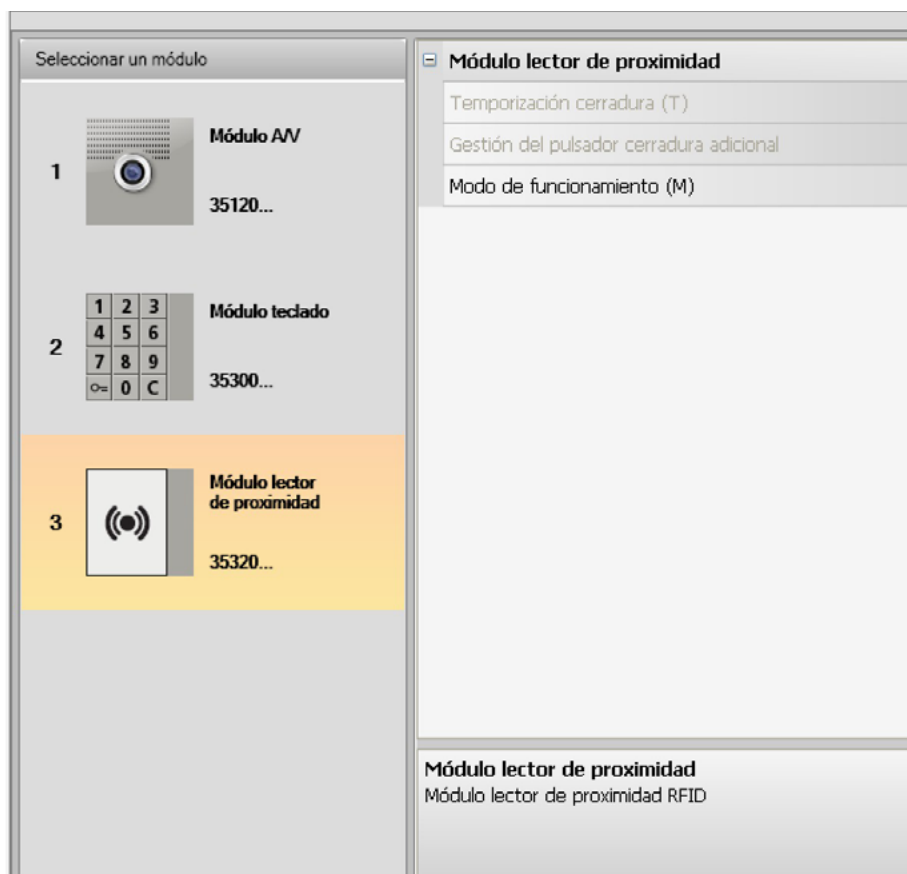 Seleccionar un módulo
1
Módulo A/V
35120...
2
1 2 3
4 5 6
7 8 9
0 C
Módulo teclado
35300...
3
Módulo lector
de proximidad
35320...
Módulo lector de proximidad
Temporización cerradura (T)
Gestión del pulsador cerradura adicional
Modo de funcionamiento (M)
Módulo lector de proximidad
Módulo lector de proximidad RFID